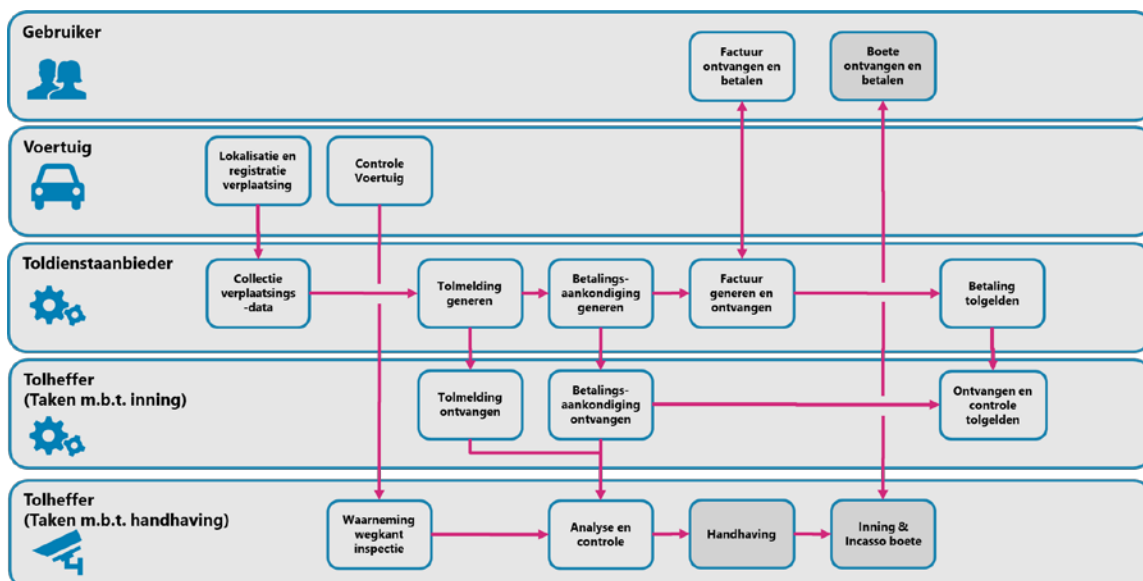 Gebruiker
Factuur
ontvangen en
betalen
Boete
ontvangen en
betalen
Voertuig
Lokalisatie en
registratie
verplaatsing
Controle
Voertuig
Toldienstaanbieder
Collectie
verplaatsings
-data
Tolmelding
generen
Betalings-
aankondiging
generen
Factuur
generen en
ontvangen
Betaling
tolgelden
Tolheffer
(Taken m.b.t. inning)
Tolmelding
ontvangen
Betalings-
aankondiging
ontvangen
Ontvangen en
controle
tolgelden
Tolheffer
(Taken m.b.t. handhaving)
Waarneming
wegkant
inspectie
Analyse en
controle
Handhaving
Inning &
Incasso boete